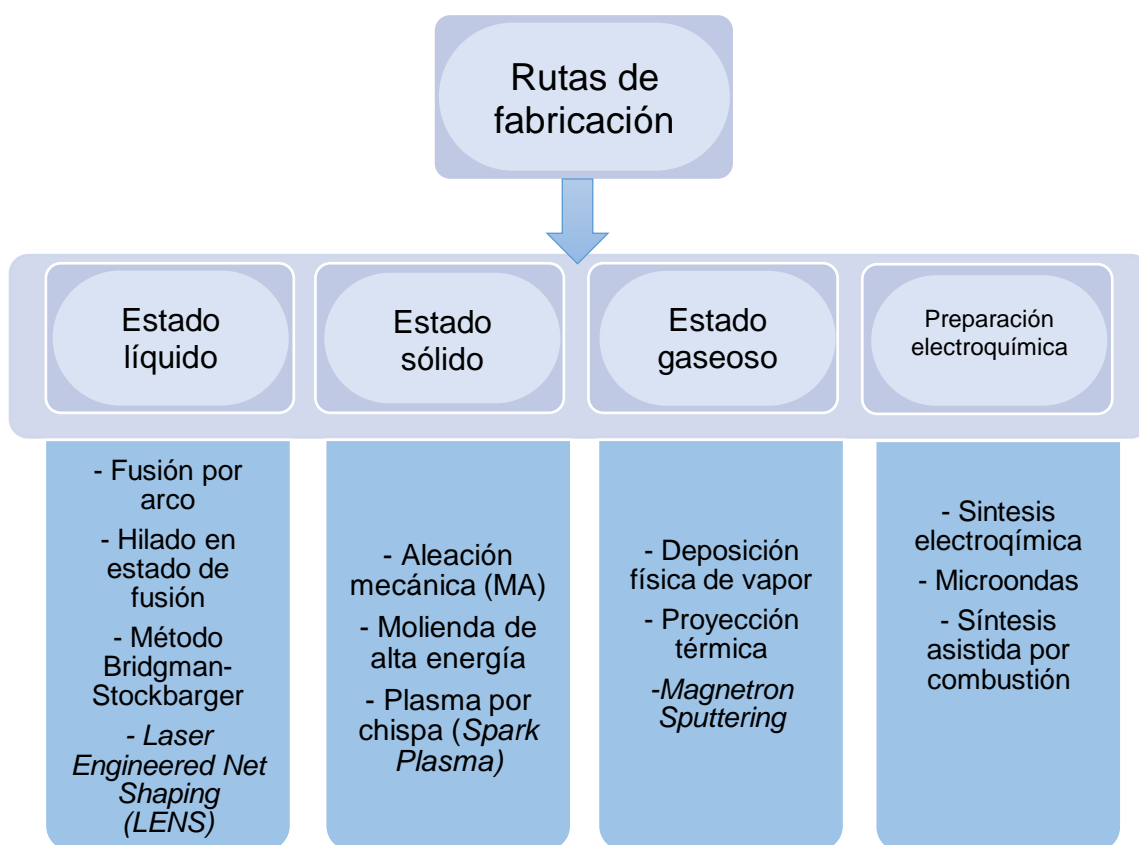 Rutas de
fabricación
Estado
líquido
Estado
sólido
Estado
gaseoso
Preparación
electroquímica
- Fusión por
arco
- Hilado en
estado de
fusión
- Método
Bridgman-
Stockbarger
- Laser
Engineered Net
Shaping
(LENS)
- Aleación
mecánica (MA)
- Molienda de
alta energía
- Plasma por
chispa (Spark
Plasma)
- Deposición
física de vapor
- Proyección
térmica
-Magnetron
Sputtering
- Sintesis
electroqímica
- Microondas
- Síntesis
asistida por
combustión